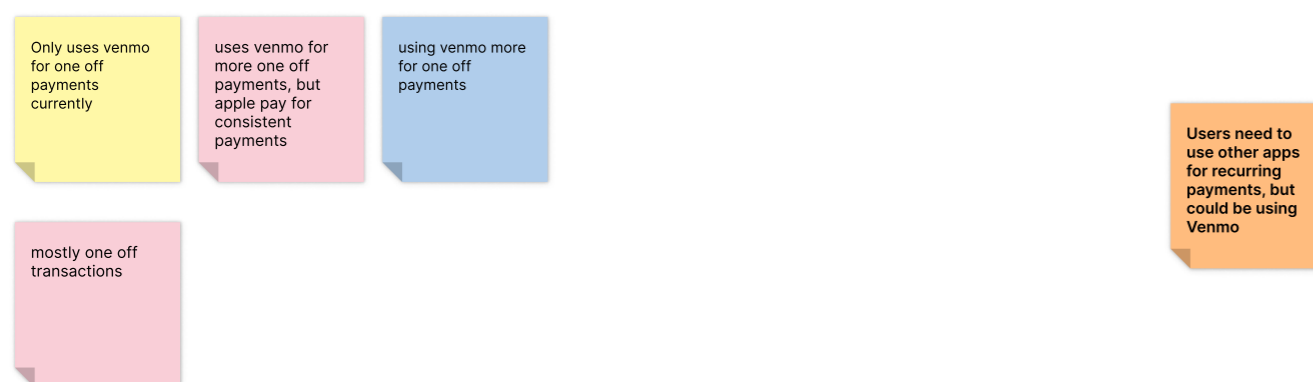 Only uses venmo
for one off
payments
currently
uses venmo for
more one off
payments, but
apple pay for
consistent
payments
using venmo more
for one off
payments
Users need to
use other apps
for recurring
payments, but
could be using
Venmo
mostly one off
transactions